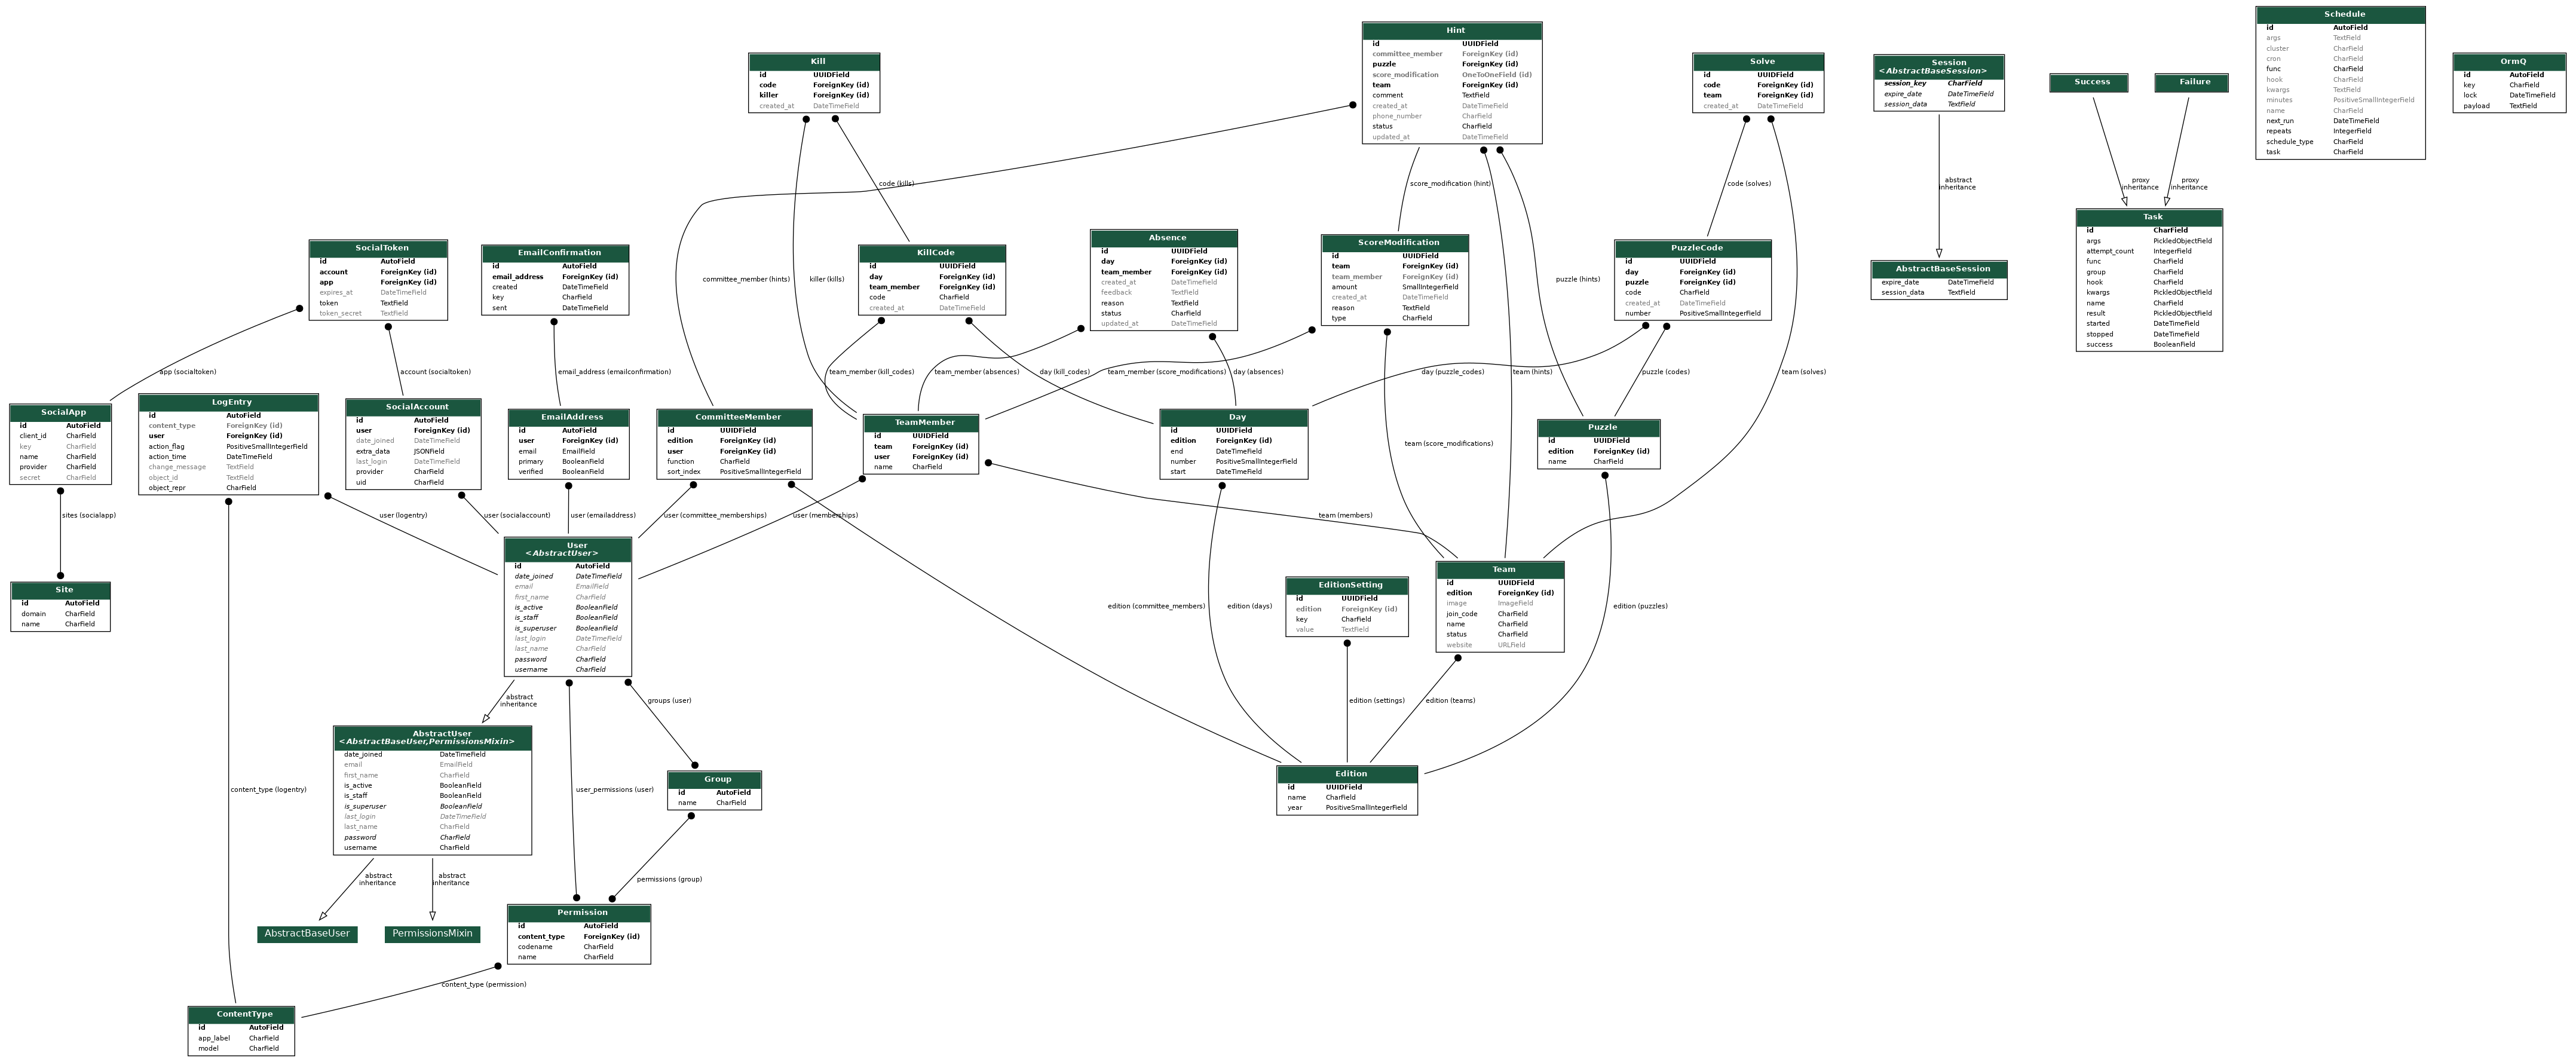 Schedule
id AutoField
args TextField
cluster CharField
cron CharField
func CharField
hook CharField
kwargs TextField
minutes PositiveSmallIntegerField
name CharField
next_run DateTimeField
repeats IntegerField
schedule_type CharField
task CharField
Hint
id UUIDField
committee_member ForeignKey (id)
puzzle ForeignKey (id)
score_modification OneToOneField (id)
team ForeignKey (id)
comment TextField
created_at DateTimeField
phone_number CharField
status CharField
updated_at DateTimeField
Kill
id UUIDField
code ForeignKey (id)
killer ForeignKey (id)
created_at DateTimeField
Solve
id UUIDField
code ForeignKey (id)
team ForeignKey (id)
created_at DateTimeField
Session
<AbstractBaseSession>
session_key CharField
expire_date DateTimeField
session_data TextField
Success
Failure
OrmQ
id AutoField
key CharField
lock DateTimeField
payload TextField
code (kills)
score_modification (hint)
code (solves)
abstract
inheritance
proxy
inheritance
proxy
inheritance
Task
id CharField
args PickledObjectField
attempt_count IntegerField
func CharField
group CharField
hook CharField
kwargs PickledObjectField
name CharField
result PickledObjectField
started DateTimeField
stopped DateTimeField
success BooleanField
SocialToken
id AutoField
account ForeignKey (id)
app ForeignKey (id)
expires_at DateTimeField
token TextField
token_secret TextField
EmailConfirmation
id AutoField
email_address ForeignKey (id)
created DateTimeField
key CharField
sent DateTimeField
committee_member (hints)
killer (kills)
KillCode
id UUIDField
day ForeignKey (id)
team_member ForeignKey (id)
code CharField
created_at DateTimeField
Absence
id UUIDField
day ForeignKey (id)
team_member ForeignKey (id)
created_at DateTimeField
feedback TextField
reason TextField
status CharField
updated_at DateTimeField
ScoreModification
id UUIDField
team ForeignKey (id)
team_member ForeignKey (id)
amount SmallIntegerField
created_at DateTimeField
reason TextField
type CharField
puzzle (hints)
PuzzleCode
id UUIDField
day ForeignKey (id)
puzzle ForeignKey (id)
code CharField
created_at DateTimeField
number PositiveSmallIntegerField
AbstractBaseSession
expire_date DateTimeField
session_data TextField
app (socialtoken)
account (socialtoken)
email_address (emailconfirmation)
team_member (kill_codes)
team_member (absences)
day (kill_codes)
team_member (score_modifications)
day (absences)
day (puzzle_codes)
team (hints)
puzzle (codes)
team (solves)
SocialApp
id AutoField
client_id CharField
key CharField
name CharField
provider CharField
secret CharField
LogEntry
id AutoField
content_type ForeignKey (id)
user ForeignKey (id)
action_flag PositiveSmallIntegerField
action_time DateTimeField
change_message TextField
object_id TextField
object_repr CharField
SocialAccount
id AutoField
user ForeignKey (id)
date_joined DateTimeField
extra_data JSONField
last_login DateTimeField
provider CharField
uid CharField
EmailAddress
id AutoField
user ForeignKey (id)
email EmailField
primary BooleanField
verified BooleanField
CommitteeMember
id UUIDField
edition ForeignKey (id)
user ForeignKey (id)
function CharField
sort_index PositiveSmallIntegerField
TeamMember
id UUIDField
team ForeignKey (id)
user ForeignKey (id)
name CharField
Day
id UUIDField
edition ForeignKey (id)
end DateTimeField
number PositiveSmallIntegerField
start DateTimeField
team (score_modifications)
Puzzle
id UUIDField
edition ForeignKey (id)
name CharField
sites (socialapp)
user (logentry)
user (socialaccount)
user (emailaddress)
user (committee_memberships)
user (memberships)
team (members)
Site
id AutoField
domain CharField
name CharField
User
<AbstractUser>
id AutoField
date_joined DateTimeField
email EmailField
first_name CharField
is_active BooleanField
is_staff BooleanField
is_superuser BooleanField
last_login DateTimeField
last_name CharField
password CharField
username CharField
edition (committee_members)
edition (days)
EditionSetting
id UUIDField
edition ForeignKey (id)
key CharField
value TextField
Team
id UUIDField
edition ForeignKey (id)
image ImageField
join_code CharField
name CharField
status CharField
website URLField
edition (puzzles)
abstract
inheritance
groups (user)
edition (settings)
edition (teams)
AbstractUser
<AbstractBaseUser,PermissionsMixin>
date_joined DateTimeField
email EmailField
first_name CharField
is_active BooleanField
is_staff BooleanField
is_superuser BooleanField
last_login DateTimeField
last_name CharField
password CharField
username CharField
content_type (logentry)
user_permissions (user)
Group
id AutoField
name CharField
Edition
id UUIDField
name CharField
year PositiveSmallIntegerField
abstract
inheritance
abstract
inheritance
permissions (group)
AbstractBaseUser
PermissionsMixin
Permission
id AutoField
content_type ForeignKey (id)
codename CharField
name CharField
content_type (permission)
ContentType
id AutoField
app_label CharField
model CharField